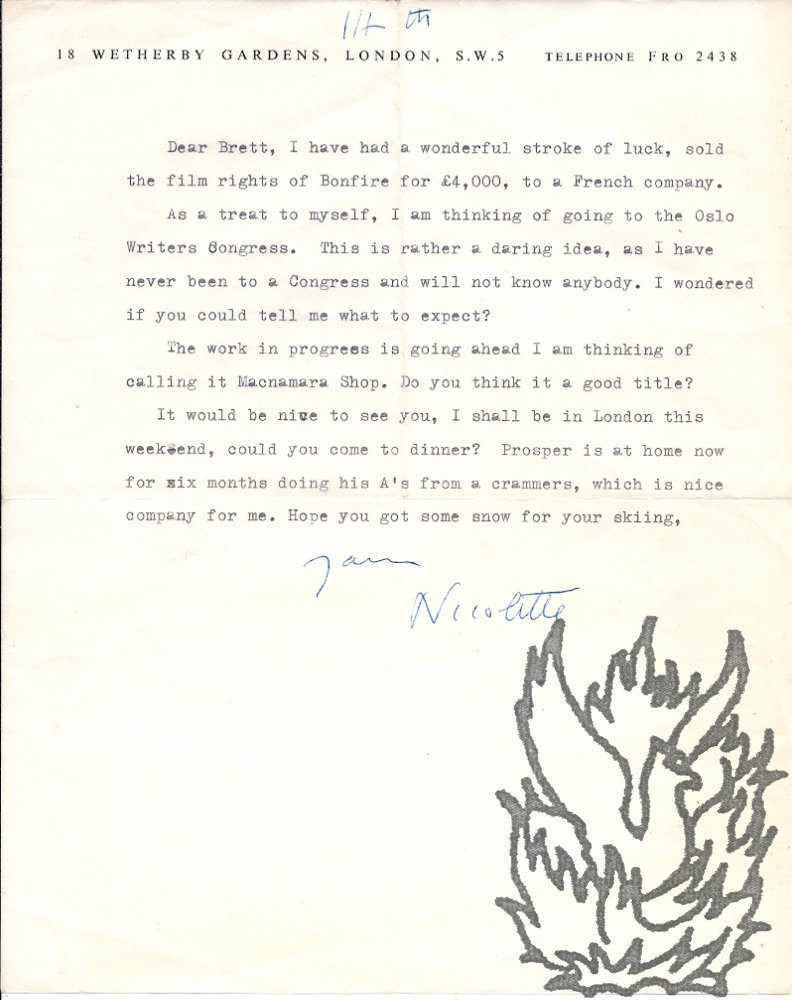 14th
18 WETHERBY GARDENS, LONDON, S.W.5 TELEPHONE FRO 2438
Dear Brett, I have had a wonderful stroke of luck, sold
the film rights of Bonfire for £4,000, to a French company.
As a treat to myself, I am thinking of going to the Oslo
Writers Congress. This is rather a daring idea, as I have
never been to a Congress and will not know anybody. I wondered
if you could tell me what to expect?
The work in progrees is going ahead I am thinking of
calling it Macnamara Shop. Do you think it a good title?
It would be nice to see you, I shall be in London this
weekend, could you come to dinner? Prosper is at home now
for six months doing his A's from a crammers, which is nice
company for me. Hope you got some snow for your skiing,
Nicolette